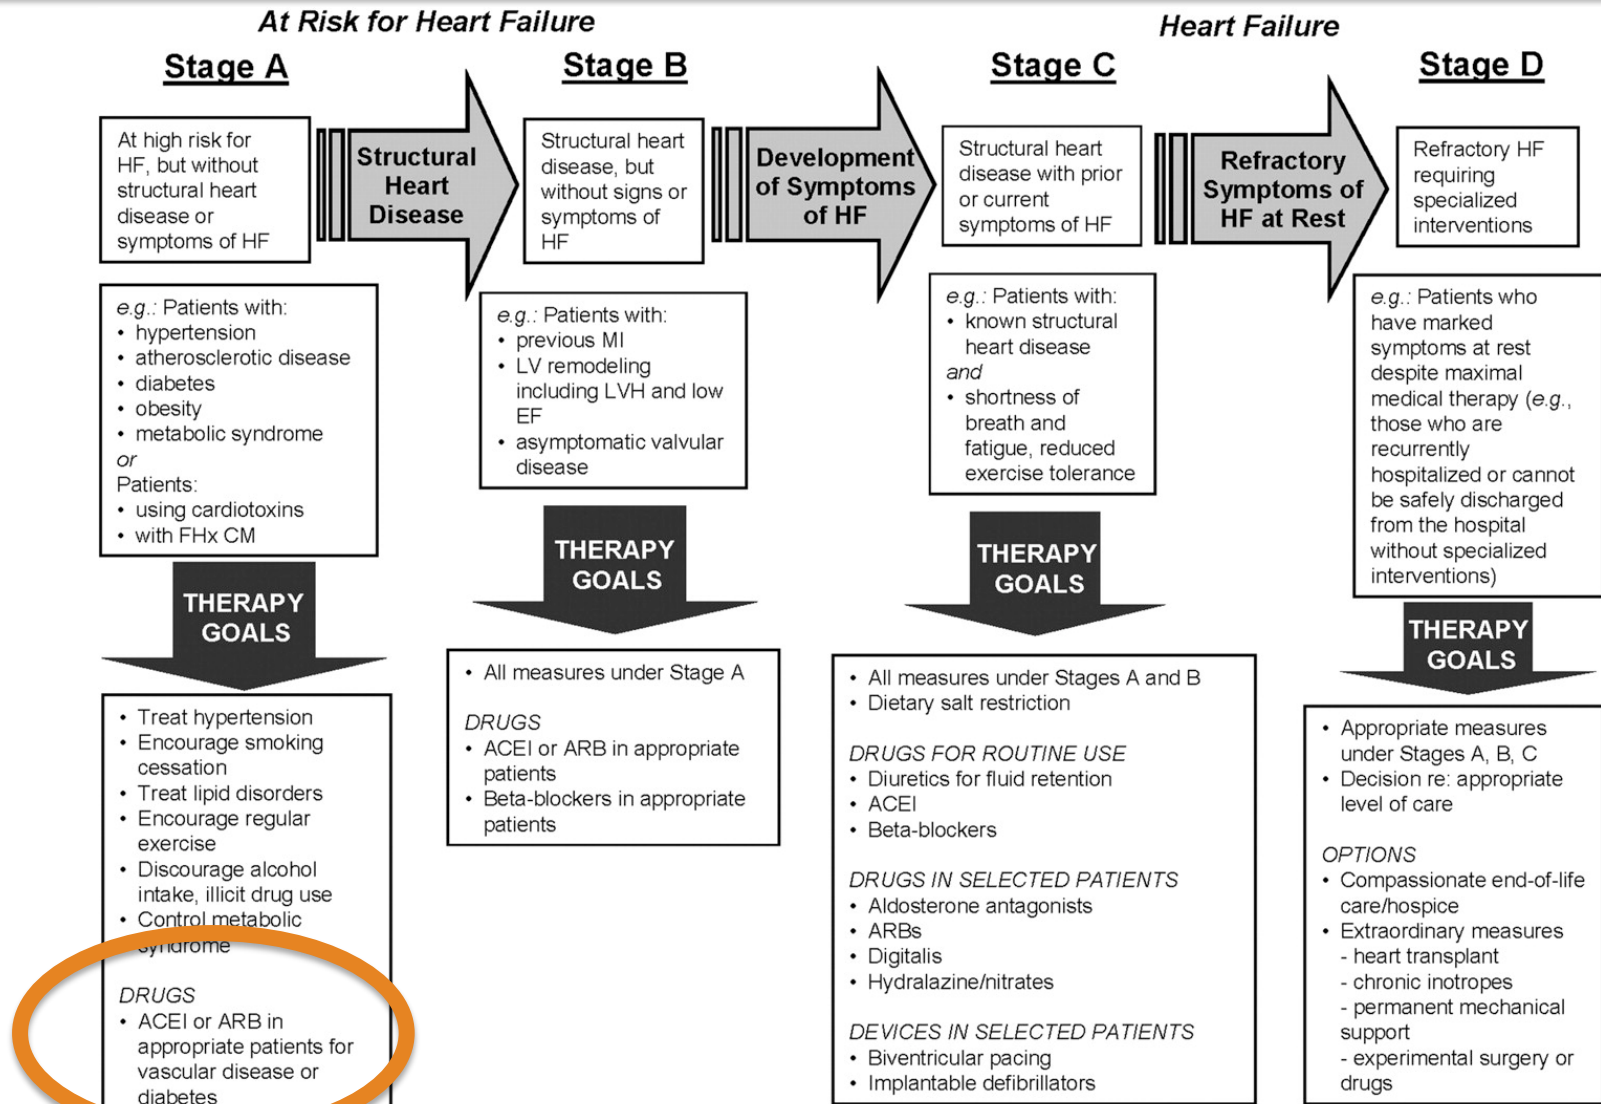 At Risk for Heart Failure
Heart Failure
Stage A
Stage B
Stage C
Stage D
At high risk for
HF, but without
structural heart
disease or
symptoms of HF
Structural
Heart
Disease
Structural heart
disease, but
without signs or
symptoms of
HF
Development
of Symptoms
of HF
Structural heart
disease with prior
or current
symptoms of HF
Refractory
Symptoms of
HF at Rest
Refractory HF
requiring
specialized
interventions
e.g.: Patients with:
• hypertension
• atherosclerotic disease
• diabetes
• obesity
• metabolic syndrome
or
Patients:
• using cardiotoxins
• with FHx CM
e.g.: Patients with:
• previous MI
• LV remodeling
including LVH and low
EF
• asymptomatic valvular
disease
e.g.: Patients with:
• known structural
heart disease
and
• shortness of
breath and
fatigue, reduced
exercise tolerance
e.g.: Patients who
have marked
symptoms at rest
despite maximal
medical therapy (e.g.,
those who are
recurrently
hospitalized or cannot
be safely discharged
from the hospital
without specialized
interventions)
THERAPY
GOALS
THERAPY
GOALS
THERAPY
GOALS
THERAPY
GOALS
• Treat hypertension
• Encourage smoking
cessation
• Treat lipid disorders
• Encourage regular
exercise
• Discourage alcohol
intake, illicit drug use
• Control metabolic
syndrome
DRUGS
• ACEI or ARB in
appropriate patients for
vascular disease or
diabetes
• All measures under Stage A
DRUGS
• ACEI or ARB in appropriate
patients
• Beta-blockers in appropriate
patients
• All measures under Stages A and B
• Dietary salt restriction
DRUGS FOR ROUTINE USE
• Diuretics for fluid retention
• ACEI
• Beta-blockers
DRUGS IN SELECTED PATIENTS
• Aldosterone antagonists
• ARBs
• Digitalis
• Hydralazine/nitrates
DEVICES IN SELECTED PATIENTS
• Biventricular pacing
• Implantable defibrillators
• Appropriate measures
under Stages A, B, C
• Decision re: appropriate
level of care
OPTIONS
• Compassionate end-of-life
care/hospice
• Extraordinary measures
- heart transplant
- chronic inotropes
- permanent mechanical
support
- experimental surgery or
drugs